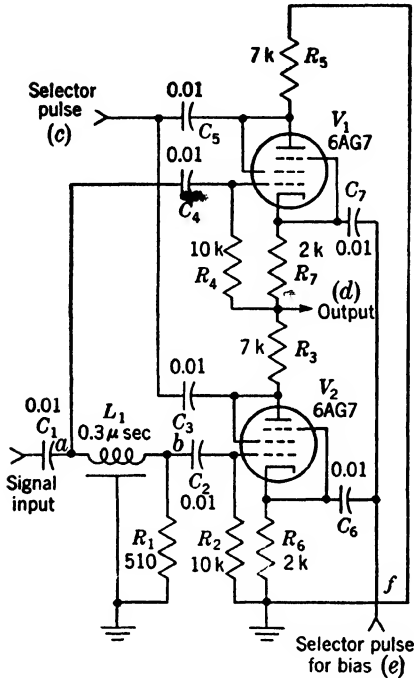 7 k R5
0.01
Selector
pulse
(c)
C5
V1
6AG7
0.01
C4
C7
0.01
10 k
R4
2 k
R7
(d)
Output
7 k R3
0.01
C3
V2
6AG7
0.01
C1
a
L1
0.3 μ sec
b
C2
0.01
0.01
C6
Signal
input
R1
510
R2
10 k
R6
2 k
f
Selector pulse
for bias (e)